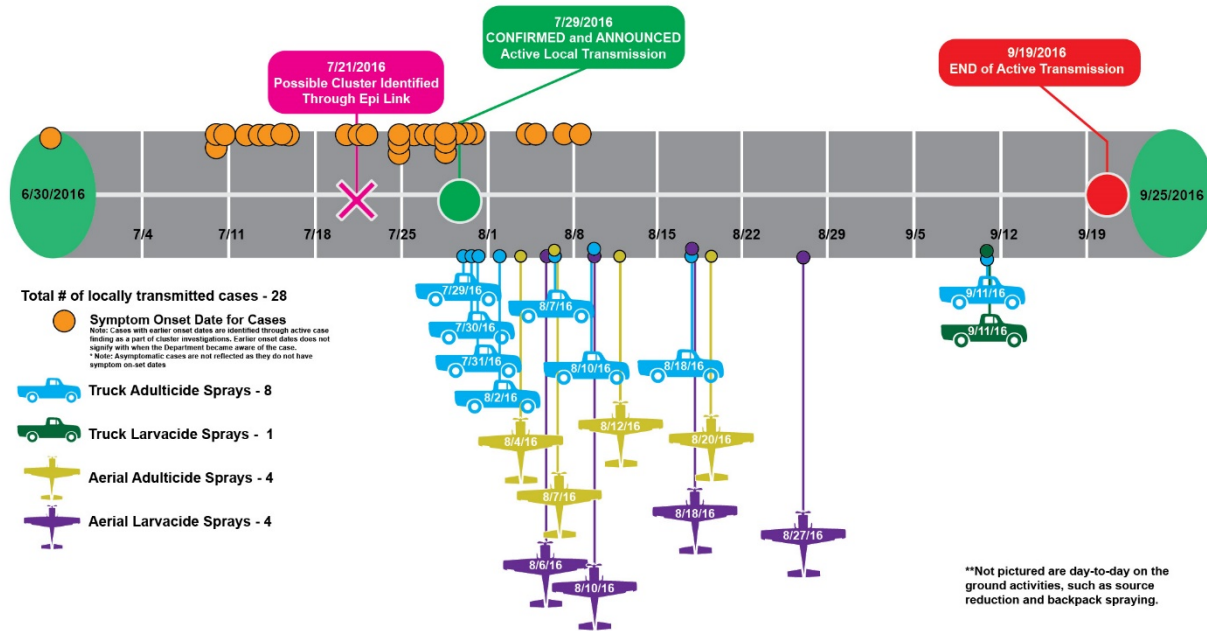 7/21/2016
Possible Cluster Identified
Through Epi Link
7/29/2016
CONFIRMED and ANNOUNCED
Active Local Transmission
9/19/2016
END of Active Transmission
6/30/2016
9/25/2016
7/4
7/11
7/18
7/25
8/1
8/8
8/15
8/22
8/29
9/5
9/12
9/19
Total # of locally transmitted cases - 28
Symptom Onset Date for Cases
Note: Cases with earlier onset dates are identified through active case
finding as a part of cluster investigations. Earlier onset dates does not
signify with when the Department became aware of the case.
* Note: Asymptomatic cases are not reflected as they do not have
symptom on-set dates
Truck Adulticide Sprays - 8
Truck Larvacide Sprays - 1
Aerial Adulticide Sprays - 4
Aerial Larvacide Sprays - 4
7/29/16
7/30/16
7/31/16
8/2/16
8/7/16
8/10/16
8/18/16
9/11/16
9/11/16
8/4/16
8/12/16
8/20/16
8/7/16
8/18/16
8/27/16
8/6/16
8/10/16
**Not pictured are day-to-day on the
ground activities, such as source
reduction and backpack spraying.